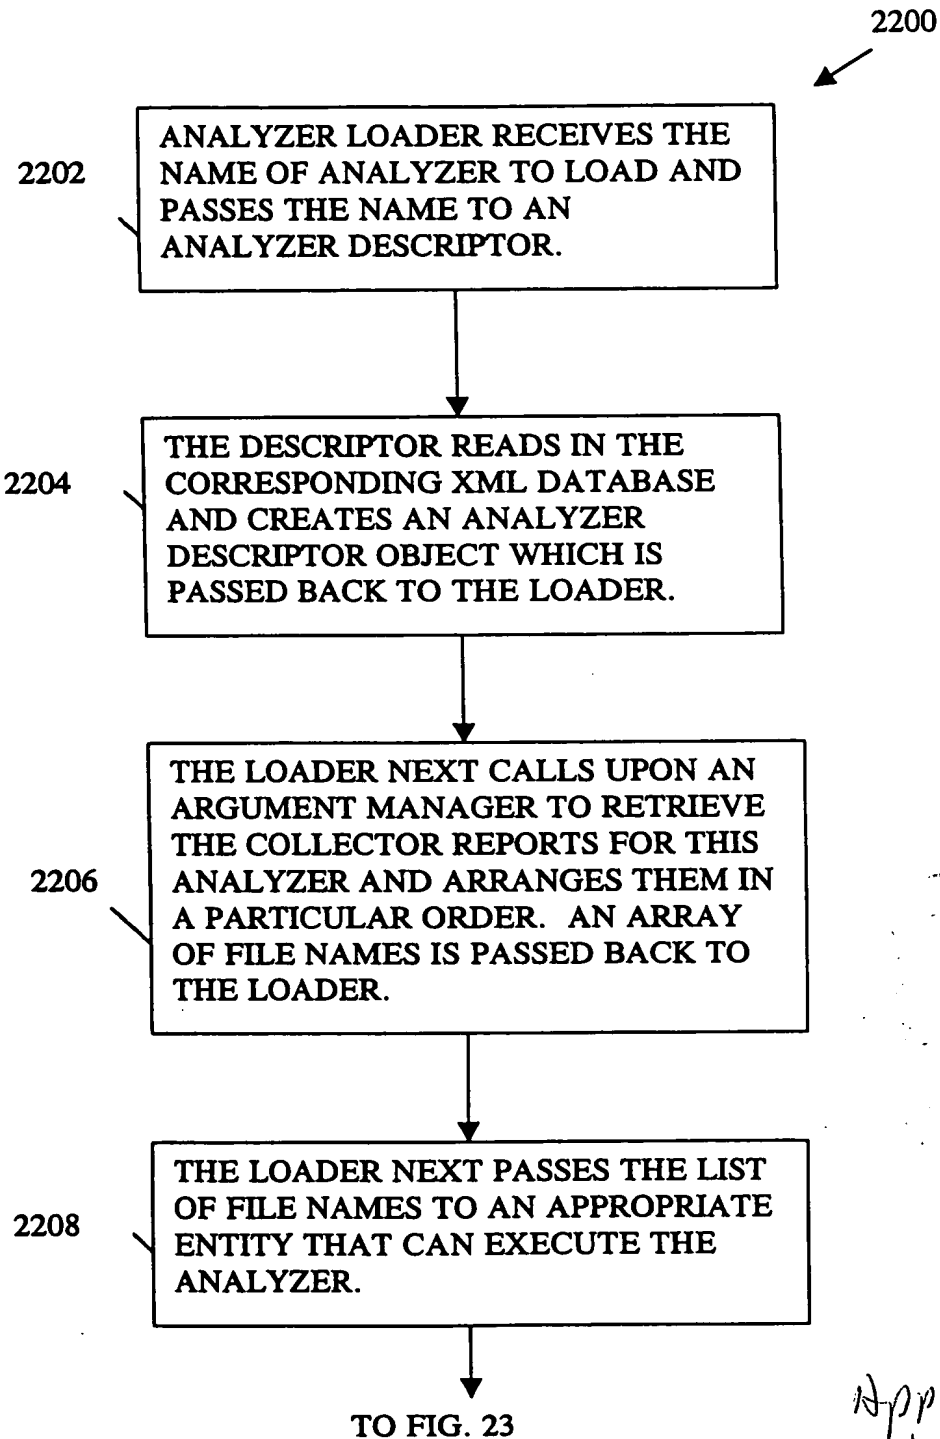 2200
2202
ANALYZER LOADER RECEIVES THE
NAME OF ANALYZER TO LOAD AND
PASSES THE NAME TO AN
ANALYZER DESCRIPTOR.
2204
THE DESCRIPTOR READS IN THE
CORRESPONDING XML DATABASE
AND CREATES AN ANALYZER
DESCRIPTOR OBJECT WHICH IS
PASSED BACK TO THE LOADER.
2206
THE LOADER NEXT CALLS UPON AN
ARGUMENT MANAGER TO RETRIEVE
THE COLLECTOR REPORTS FOR THIS
ANALYZER AND ARRANGES THEM IN
A PARTICULAR ORDER. AN ARRAY
OF FILE NAMES IS PASSED BACK TO
THE LOADER.
2208
THE LOADER NEXT PASSES THE LIST
OF FILE NAMES TO AN APPROPRIATE
ENTITY THAT CAN EXECUTE THE
ANALYZER.
TO FIG. 23